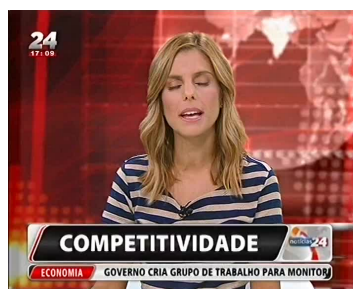 24
17:09
COMPETITIVIDADE
notícias 24
ECONOMIA GOVERNO CRIA GRUPO DE TRABALHO PARA MONITOR